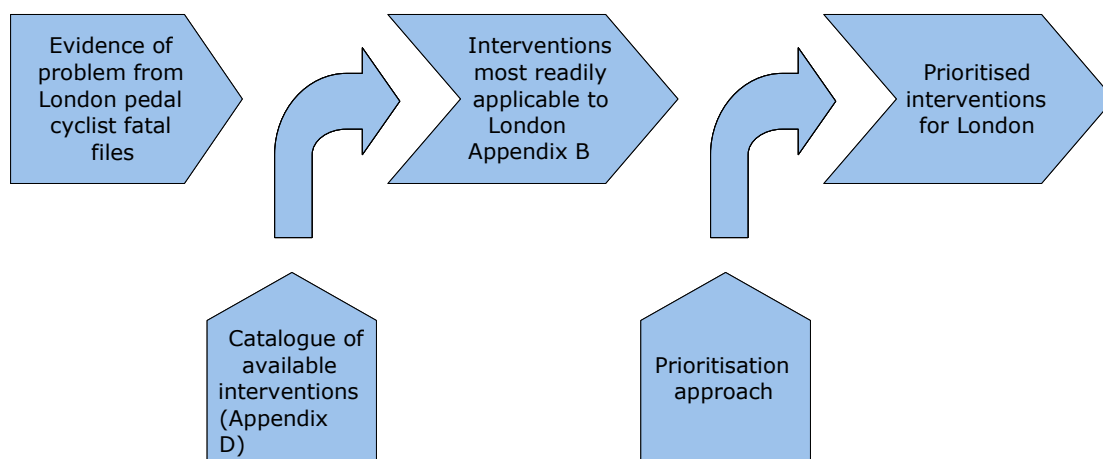 Evidence of
problem from
London pedal
cyclist fatal
files
Interventions
most readily
applicable to
London
Appendix B
Prioritised
interventions
for London
Catalogue of
available
interventions
(Appendix
D)
Prioritisation
approach